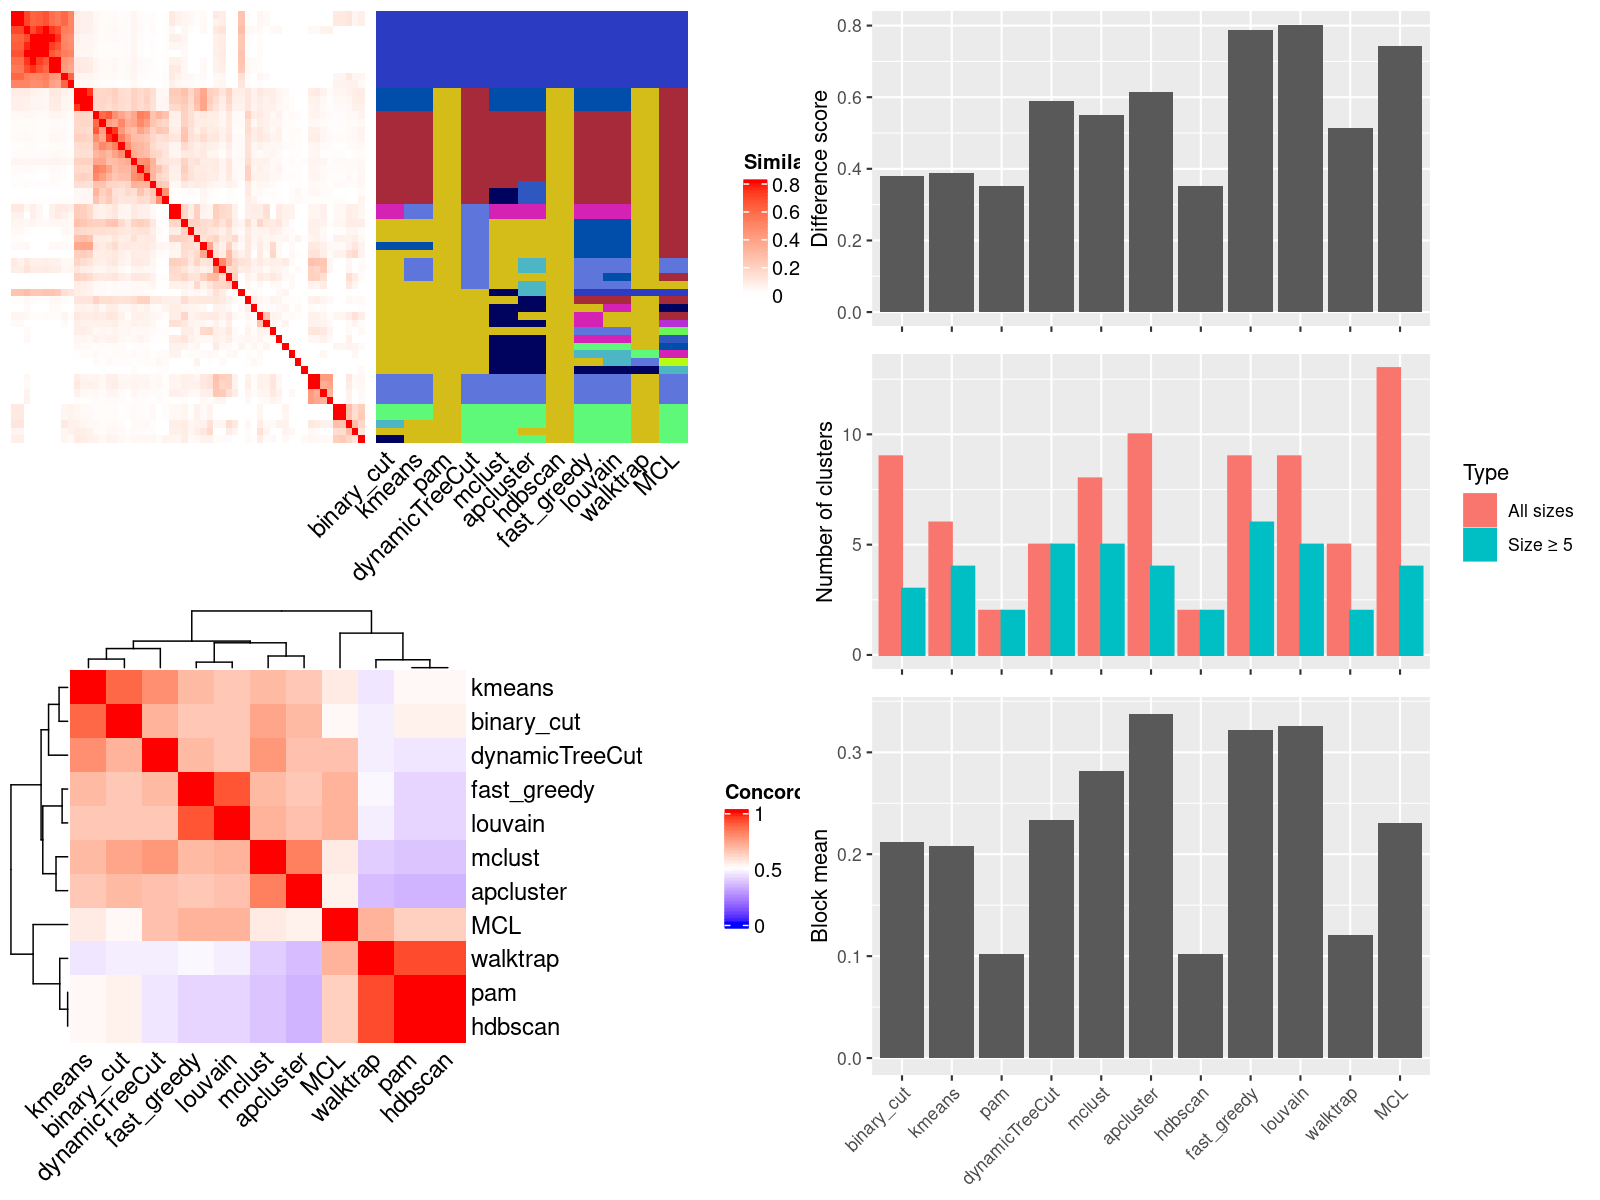 Simila
0.8
0.6
0.4
0.2
0
binary_cut
kmeans
pam
dynamicTreeCut
mclust
apcluster
hdbscan
fast_greedy
louvain
walktrap
MCL
kmeans
binary_cut
dynamicTreeCut
fast_greedy
louvain
mclust
apcluster
MCL
walktrap
pam
hdbscan
kmeans
binary_cut
dynamicTreeCut
fast_greedy
louvain
mclust
apcluster
MCL
walktrap
pam
hdbscan
Concord
1
0.5
0
Difference score
0.8
0.6
0.4
0.2
0.0
Number of clusters
10
5
0
Type
All sizes
Size ≥ 5
Block mean
0.3
0.2
0.1
0.0
binary_cut
kmeans
pam
dynamicTreeCut
mclust
apcluster
hdbscan
fast_greedy
louvain
walktrap
MCL